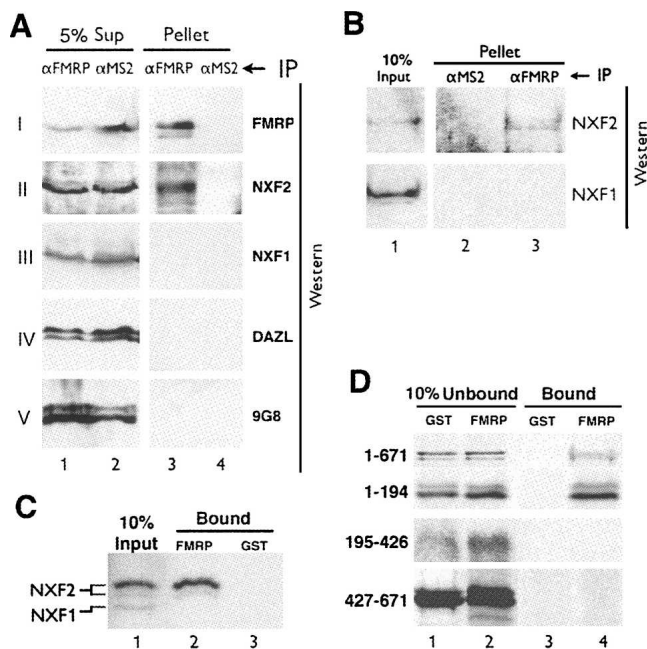 A
5% Sup Pellet
αFMRP αMS2 αFMRP αMS2 ← IP
I FMRP
II NXF2
III NXF1
IV DAZL
V 9G8
1 2 3 4
Western
B
10% Input
Pellet
αMS2 αFMRP ← IP
NXF2
NXF1
1 2 3
Western
C
10% Input
Bound
FMRP GST
NXF2
NXF1
1 2 3
D
10% Unbound Bound
GST FMRP GST FMRP
1-671
1-194
195-426
427-671
1 2 3 4